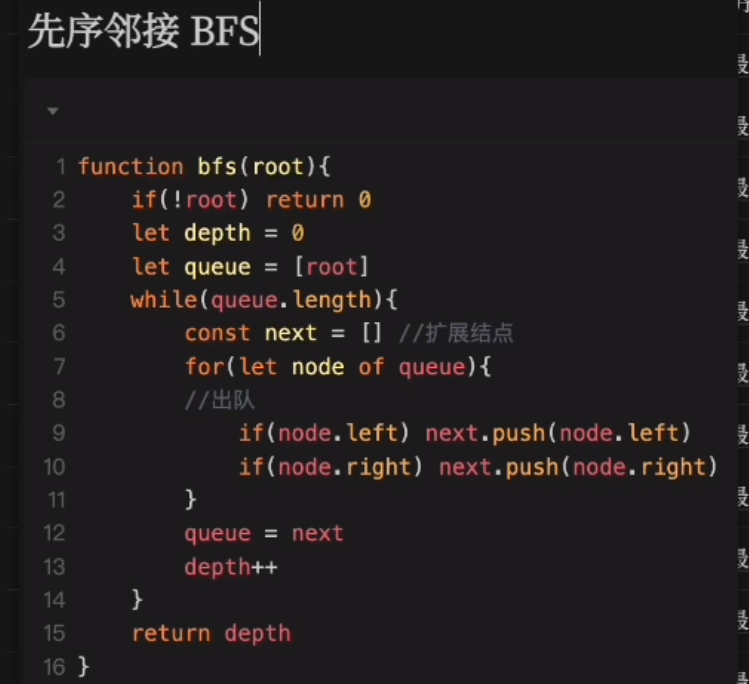 先序邻接 BFS
1 function bfs(root){
2     if(!root) return 0
3     let depth = 0
4     let queue = [root]
5     while(queue.length){
6         const next = [] //扩展结点
7         for(let node of queue){
8         //出队
9             if(node.left) next.push(node.left)
10             if(node.right) next.push(node.right)
11         }
12         queue = next
13         depth++
14     }
15     return depth
16 }